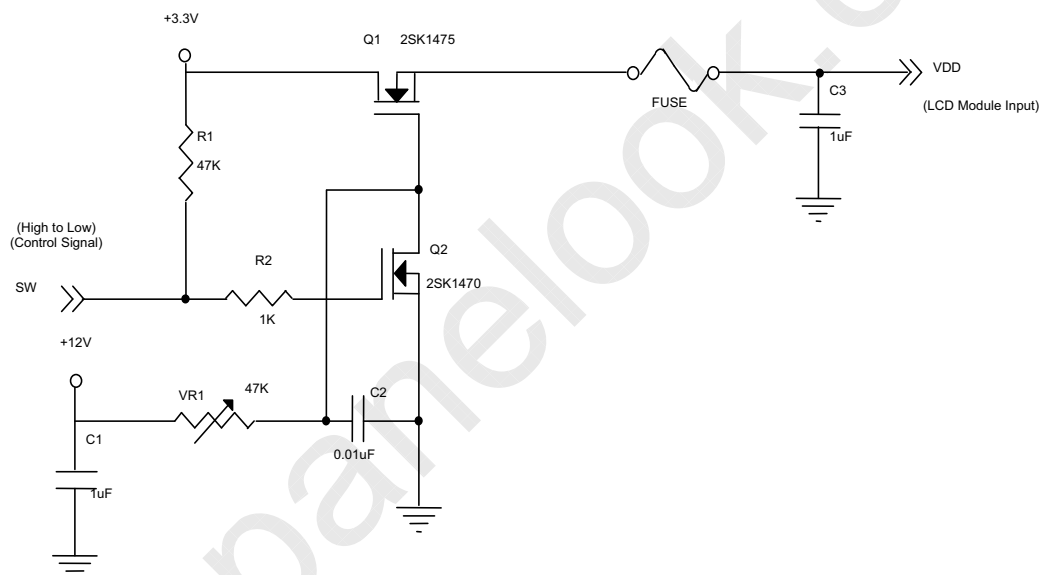 +3.3V
Q1 2SK1475
VDD
FUSE
C3
(LCD Module Input)
R1
1uF
47K
(High to Low)
(Control Signal)
Q2
R2
SW
2SK1470
1K
+12V
VR1
47K
C2
C1
0.01uF
1uF
panelook.c